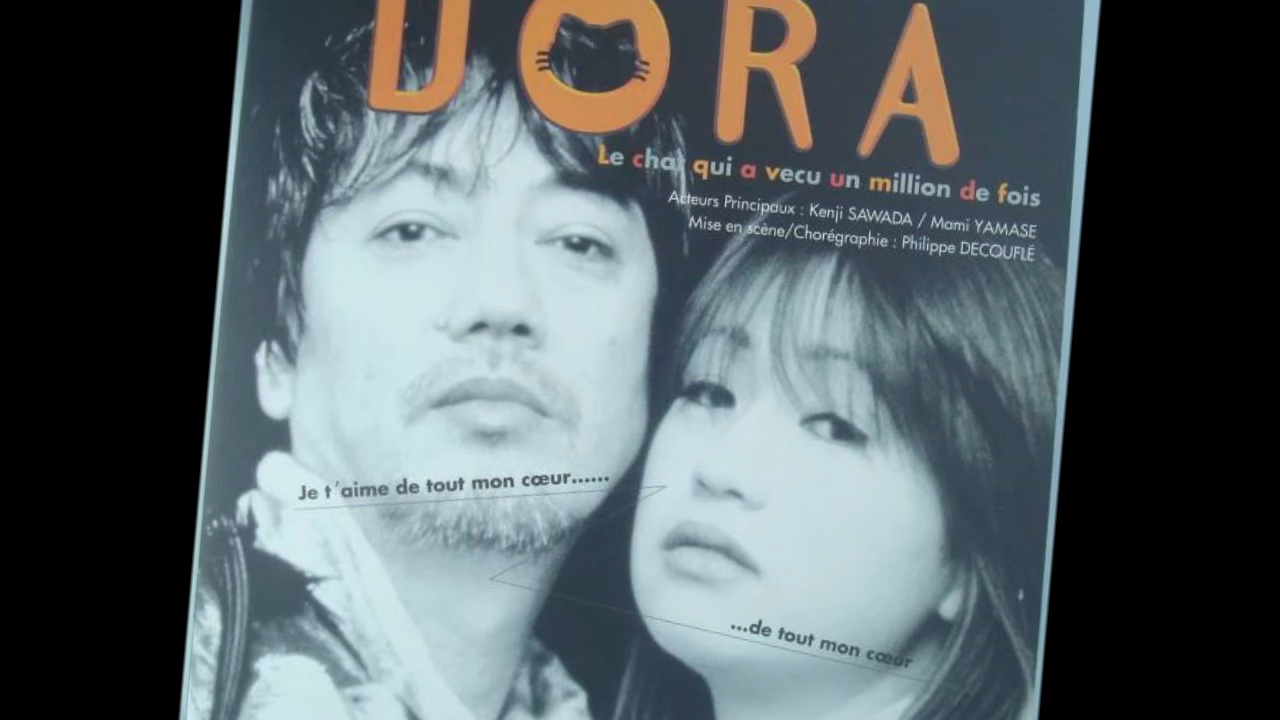 DORA
Le chat qui a vecu un million de fois
Acteurs Principaux : Kenji SAWADA / Mami YAMASE
Mise en scène/Chorégraphie : Philippe DECOUFLÉ
Je t'aime de tout mon cœur......
...de tout mon cœur